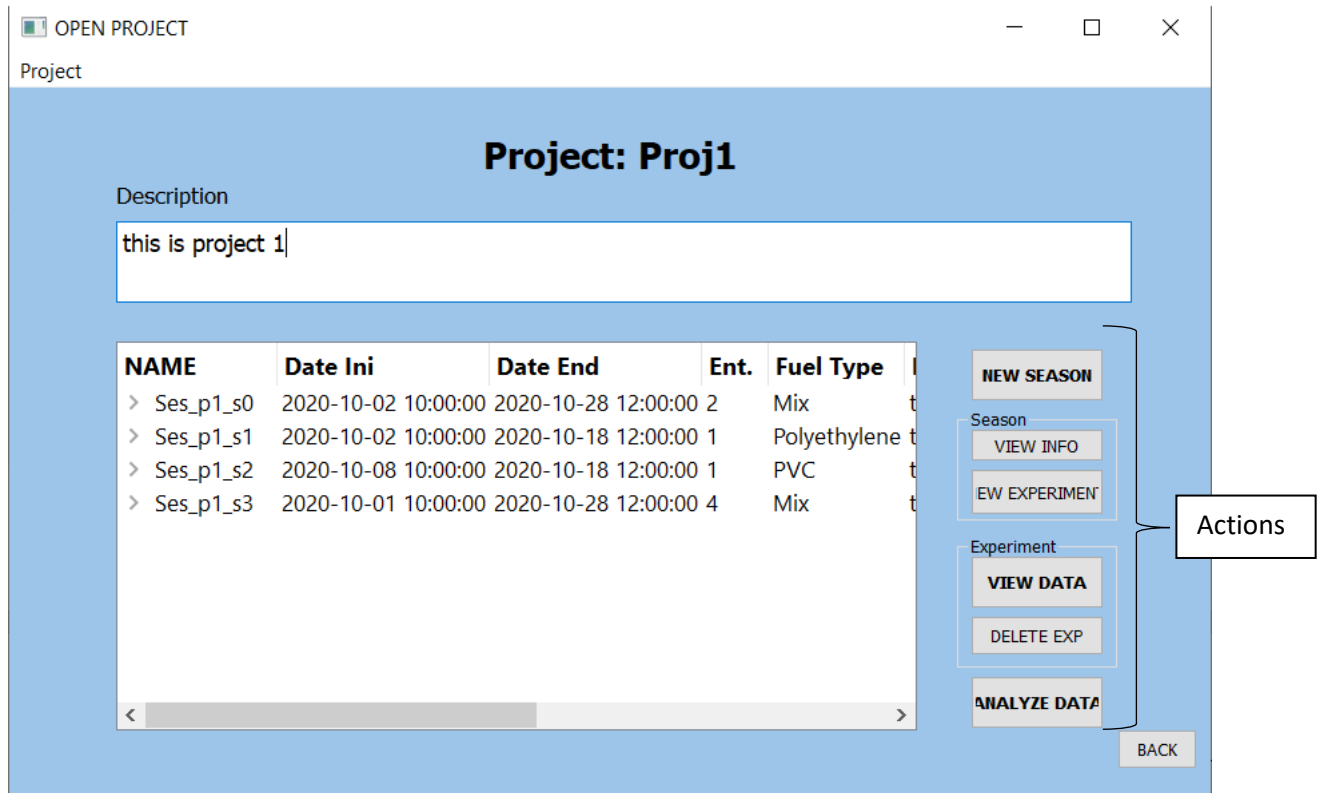 OPEN PROJECT
Project
Project: Proj1
Description
this is project 1
NAME Date Ini Date End Ent. Fuel Type
Ses_p1_s0 2020-10-02 10:00:00 2020-10-28 12:00:00 2 Mix t
Ses_p1_s1 2020-10-02 10:00:00 2020-10-18 12:00:00 1 Polyethylene t
Ses_p1_s2 2020-10-08 10:00:00 2020-10-18 12:00:00 1 PVC t
Ses_p1_s3 2020-10-01 10:00:00 2020-10-28 12:00:00 4 Mix t
NEW SEASON
Season
VIEW INFO
EW EXPERIMEN
Experiment
VIEW DATA
DELETE EXP
ANALYZE DATA
Actions
BACK